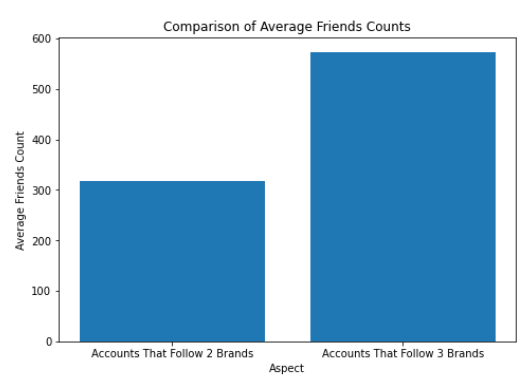 Comparison of Average Friends Counts
600
500
400
300
200
100
0
Average Friends Count
Accounts That Follow 2 Brands
Accounts That Follow 3 Brands
Aspect